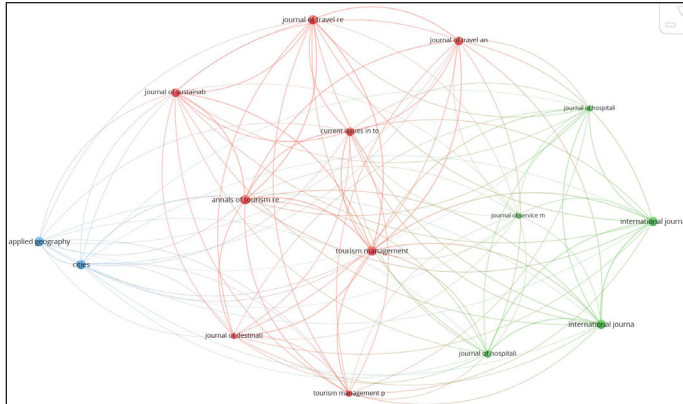 journal of travel re
journal of travel an
journal of sustainab
journal of hospitali
current issues in to
annals of tourism re
journal of service m
international journa
applied geography
tourism management
cities
international journa
journal of destinati
journal of hospitali
tourism management p